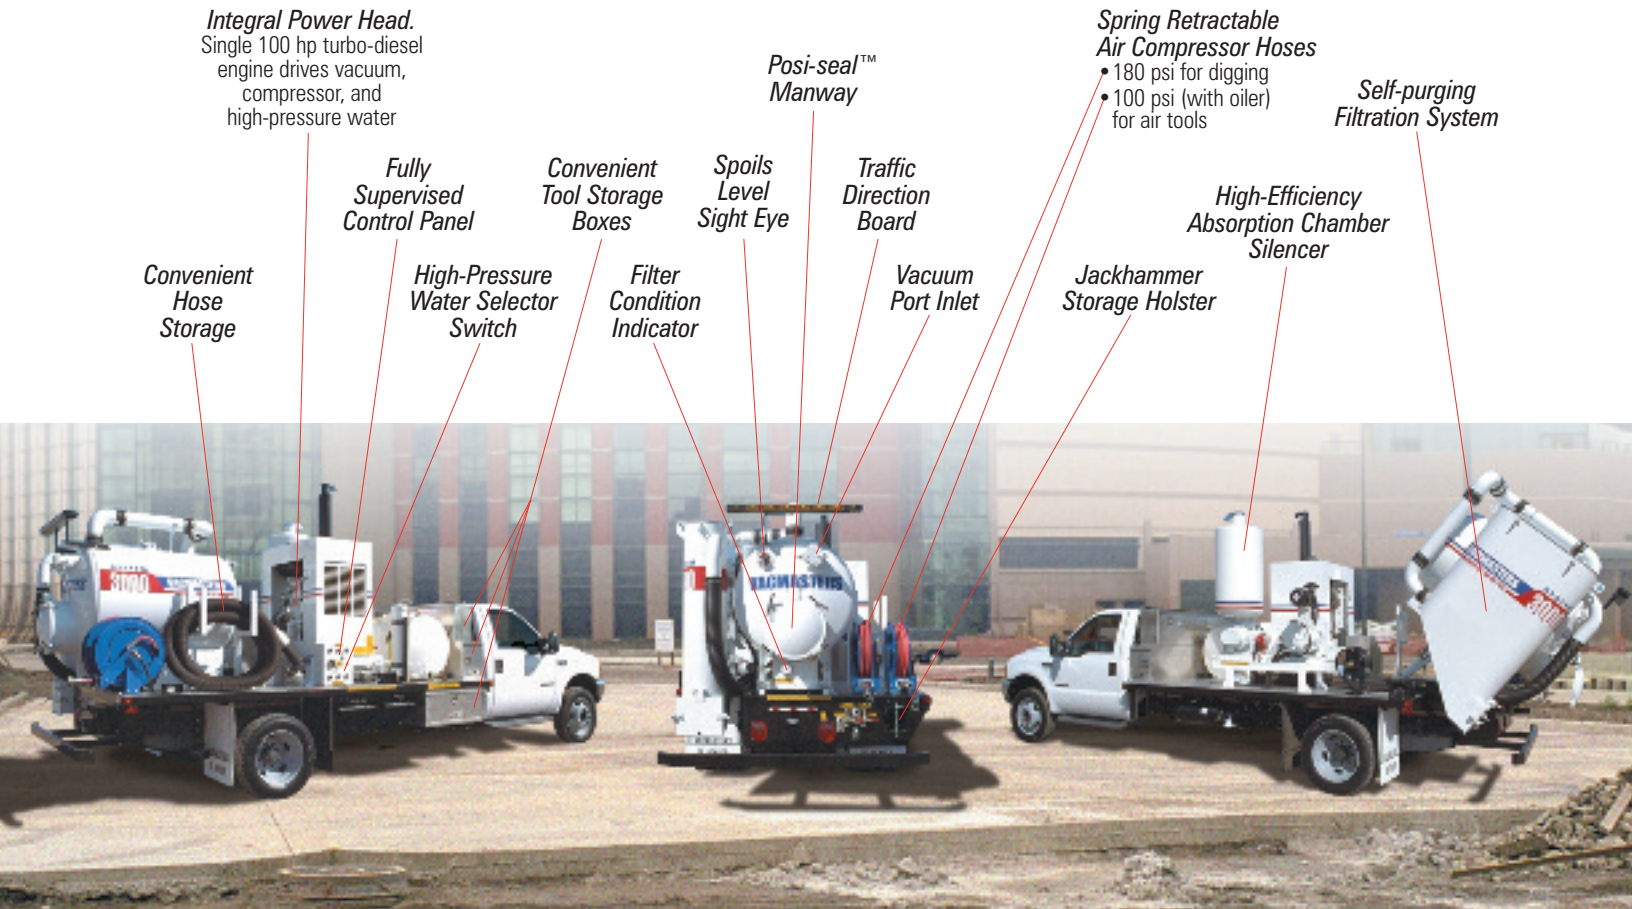 Integral Power Head.
Single 100 hp turbo-diesel
engine drives vacuum,
compressor, and
high-pressure water
Posi-seal™
Manway
Spring Retractable
Air Compressor Hoses
• 180 psi for digging
• 100 psi (with oiler)
for air tools
Self-purging
Filtration System
Fully
Supervised
Control Panel
Convenient
Tool Storage
Boxes
Spoils
Level
Sight Eye
Traffic
Direction
Board
High-Efficiency
Absorption Chamber
Silencer
Convenient
Hose
Storage
High-Pressure
Water Selector
Switch
Filter
Condition
Indicator
Vacuum
Port Inlet
Jackhammer
Storage Holster
3000
VACMASTERS